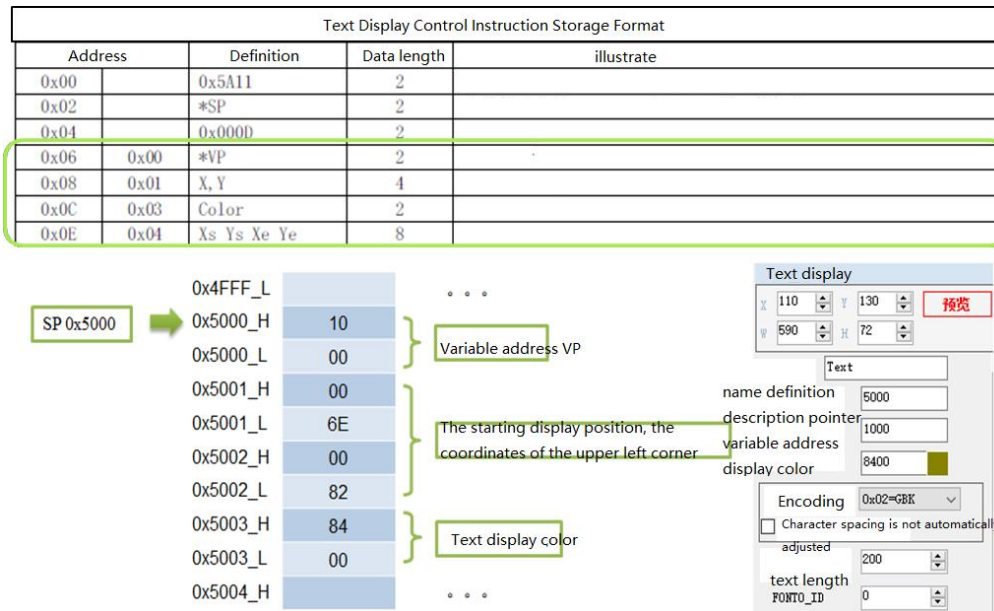 Text Display Control Instruction Storage Format
Address Definition Data length illustrate
0x00 0x5A11 2
0x02 *SP 2
0x04 0x000D 2
0x06 0x00 *VP 2
0x08 0x01 X,Y 4
0x0C 0x03 Color 2
0x0E 0x04 Xs Ys Xe Ye 8
SP 0x5000
0x4FFF_L 。。。
0x5000_H 10
0x5000_L 00
Variable address VP
0x5001_H 00
0x5001_L 6E
0x5002_H 00
0x5002_L 82
The starting display position, the
coordinates of the upper left corner
0x5003_H 84
0x5003_L 00
Text display color
0x5004_H 。。。
Text display
X 110 Y 130 预览
W 590 H 72
Text
name definition
5000
description pointer
1000
variable address
8400
display color
Encoding 0x02=GBK
Character spacing is not automatically
adjusted
200
text length
FONT0_ID 0